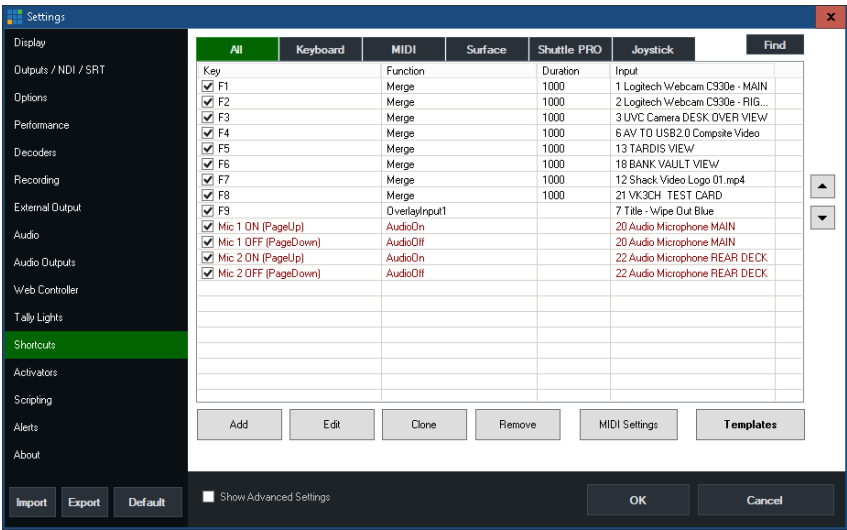 Settings
x
Display
Outputs / NDI / SRT
Options
Performance
Decoders
Recording
External Output
Audio
Audio Outputs
Web Controller
Tally Lights
Shortcuts
Activators
Scripting
Alerts
About
Import Export Default
All Keyboard MIDI Surface Shuttle PRO Joystick Find
Key Function Duration Input
F1 Merge 1000 1 Logitech Webcam C930e - MAIN
F2 Merge 1000 2 Logitech Webcam C930e - RIG...
F3 Merge 1000 3 UVC Camera DESK OVER VIEW
F4 Merge 1000 6 AV TO USB2.0 Compsite Video
F5 Merge 1000 13 TARDIS VIEW
F6 Merge 1000 18 BANK VAULT VIEW
F7 Merge 1000 12 Shack Video Logo 01.mp4
F8 Merge 1000 21 VK3CH TEST CARD
F9 OverlayInput1 7 Title - Wipe Out Blue
Mic 1 ON (PageUp) AudioOn 20 Audio Microphone MAIN
Mic 1 OFF (PageDown) AudioOff 20 Audio Microphone MAIN
Mic 2 ON (PageUp) AudioOn 22 Audio Microphone REAR DECK
Mic 2 OFF (PageDown) AudioOff 22 Audio Microphone REAR DECK
Add Edit Clone Remove MIDI Settings Templates
Show Advanced Settings OK Cancel